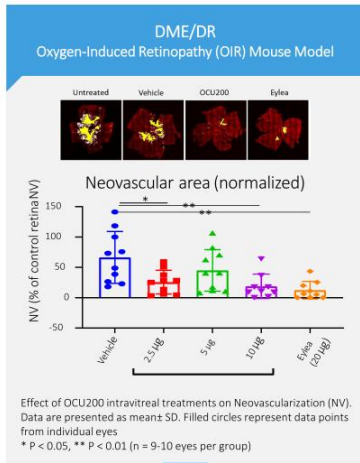 DME/DR
Oxygen-Induced Retinopathy (OIR) Mouse Model
Untreated Vehicle OCU200 Eylea
Neovascular area (normalized)
NV (% of control retina NV)
150
100
50
0
-50
*
**
**
Vehicle 2.5 µg 5 µg 10 µg Eylea (20 µg)
Effect of OCU200 intravitreal treatments on Neovascularization (NV).
Data are presented as mean± SD. Filled circles represent data points
from individual eyes
* P < 0.05, ** P < 0.01 (n = 9-10 eyes per group)